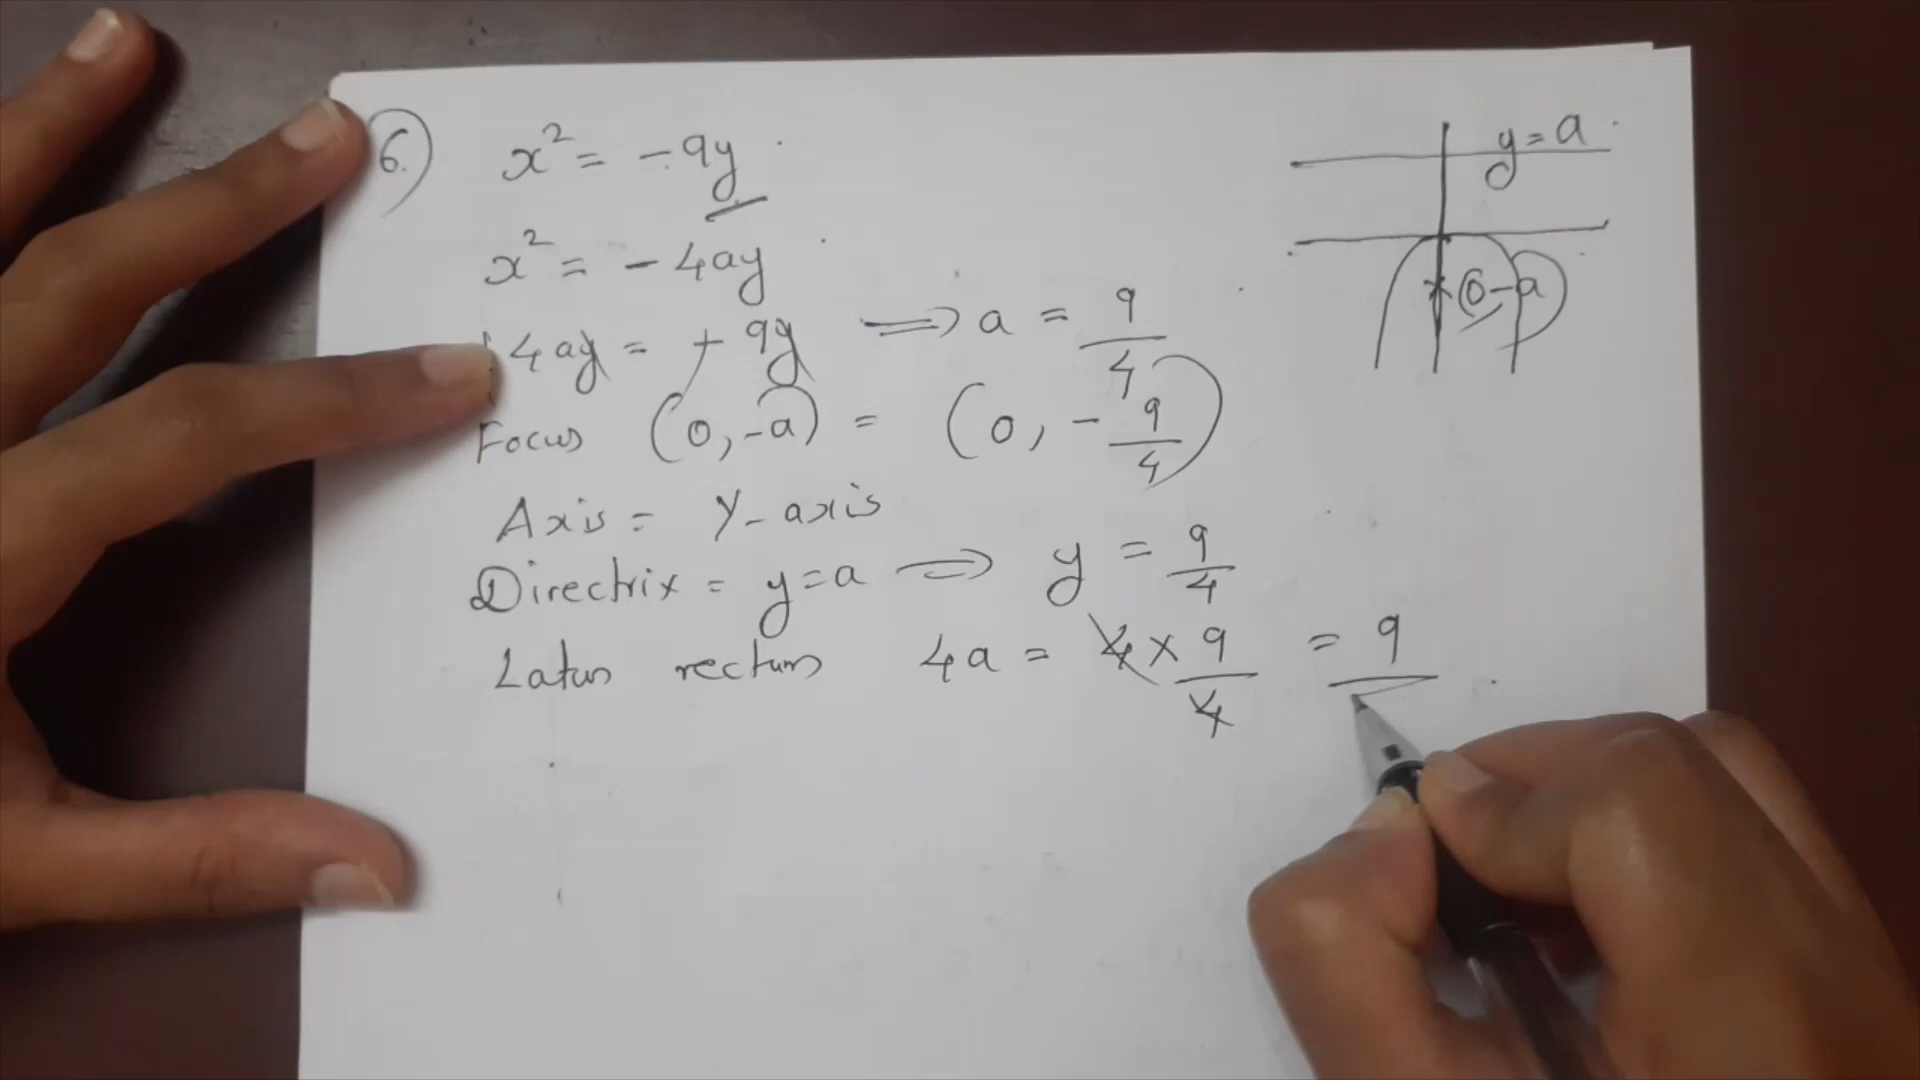 6. x² = -9y
x² = -4ay
4ay = + 9y ⟹ a = 9/4
Focus (0, -a) = (0, - 9/4)
Axis = Y-axis
Directrix = y=a ⟹ y = 9/4
Latus rectum 4a = 4 × 9/4 = 9
y=a
(0-a)